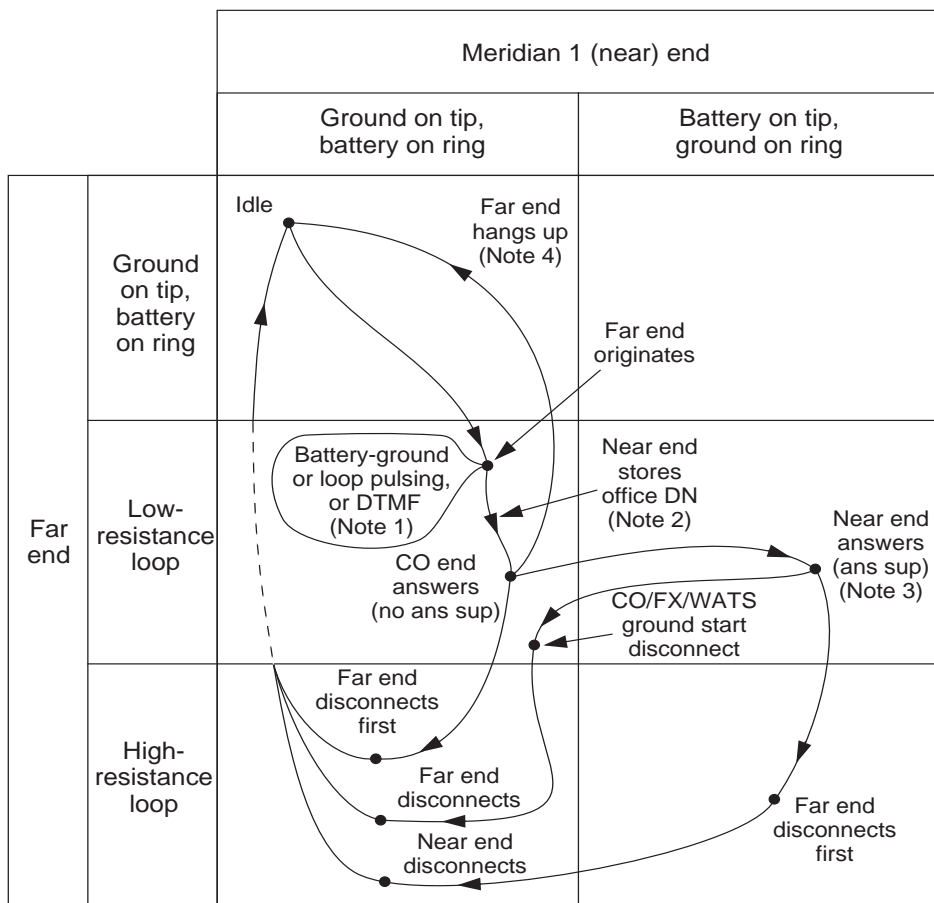 Meridian 1 (near) end
Ground on tip,
battery on ring
Battery on tip,
ground on ring
Far
end
Ground
on tip,
battery
on ring
Idle
Far end
hangs up
(Note 4)
Far end
originates
Low-
resistance
loop
Battery-ground
or loop pulsing,
or DTMF
(Note 1)
Near end
stores
office DN
(Note 2)
CO end
answers
(no ans sup)
Near end
answers
(ans sup)
(Note 3)
CO/FX/WATS
ground start
disconnect
High-
resistance
loop
Far end
disconnects
first
Far end
disconnects
Near end
disconnects
Far end
disconnects
first